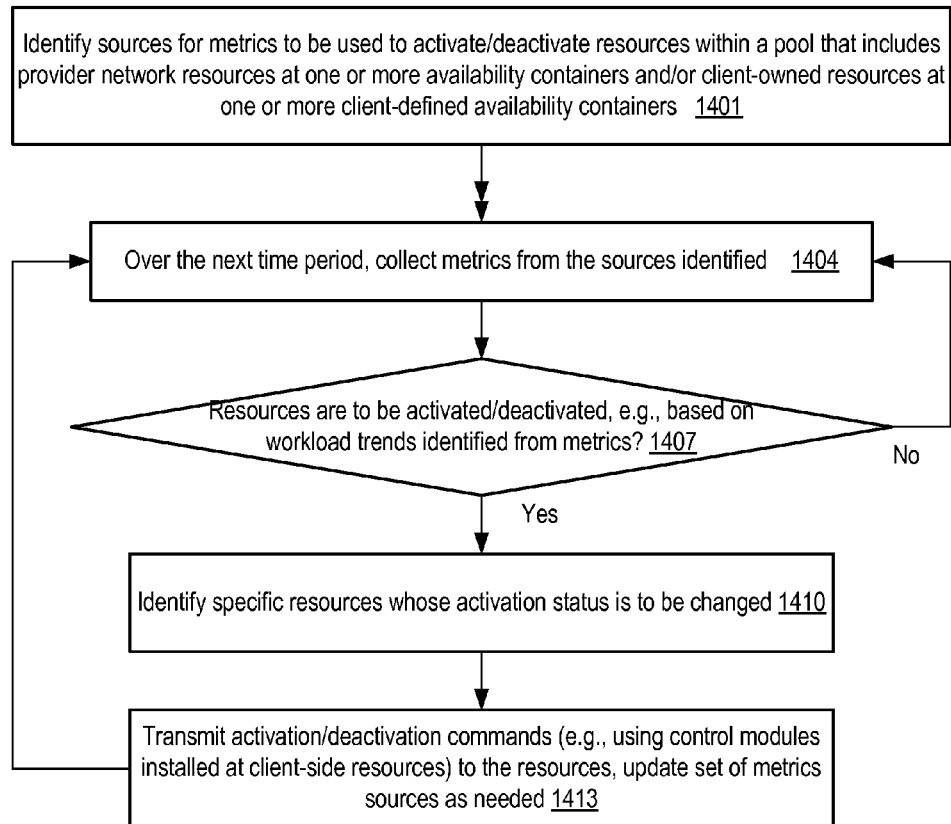 Identify sources for metrics to be used to activate/deactivate resources within a pool that includes
provider network resources at one or more availability containers and/or client-owned resources at
one or more client-defined availability containers 1401
Over the next time period, collect metrics from the sources identified 1404
Resources are to be activated/deactivated, e.g., based on
workload trends identified from metrics? 1407
No
Yes
Identify specific resources whose activation status is to be changed 1410
Transmit activation/deactivation commands (e.g., using control modules
installed at client-side resources) to the resources, update set of metrics
sources as needed 1413